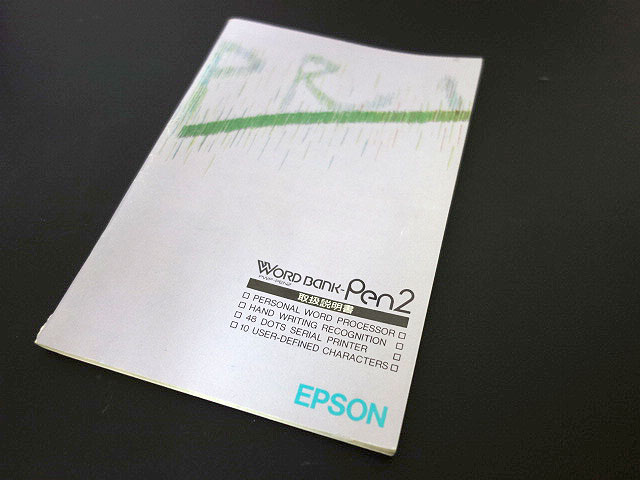 WORD BANK-Pen2
取扱説明書
□ PERSONAL WORD PROCESSOR □
□ HAND WRITING RECOGNITION □
□ 48 DOTS SERIAL PRINTER □
□ 10 USER-DEFINED CHARACTERS □
EPSON